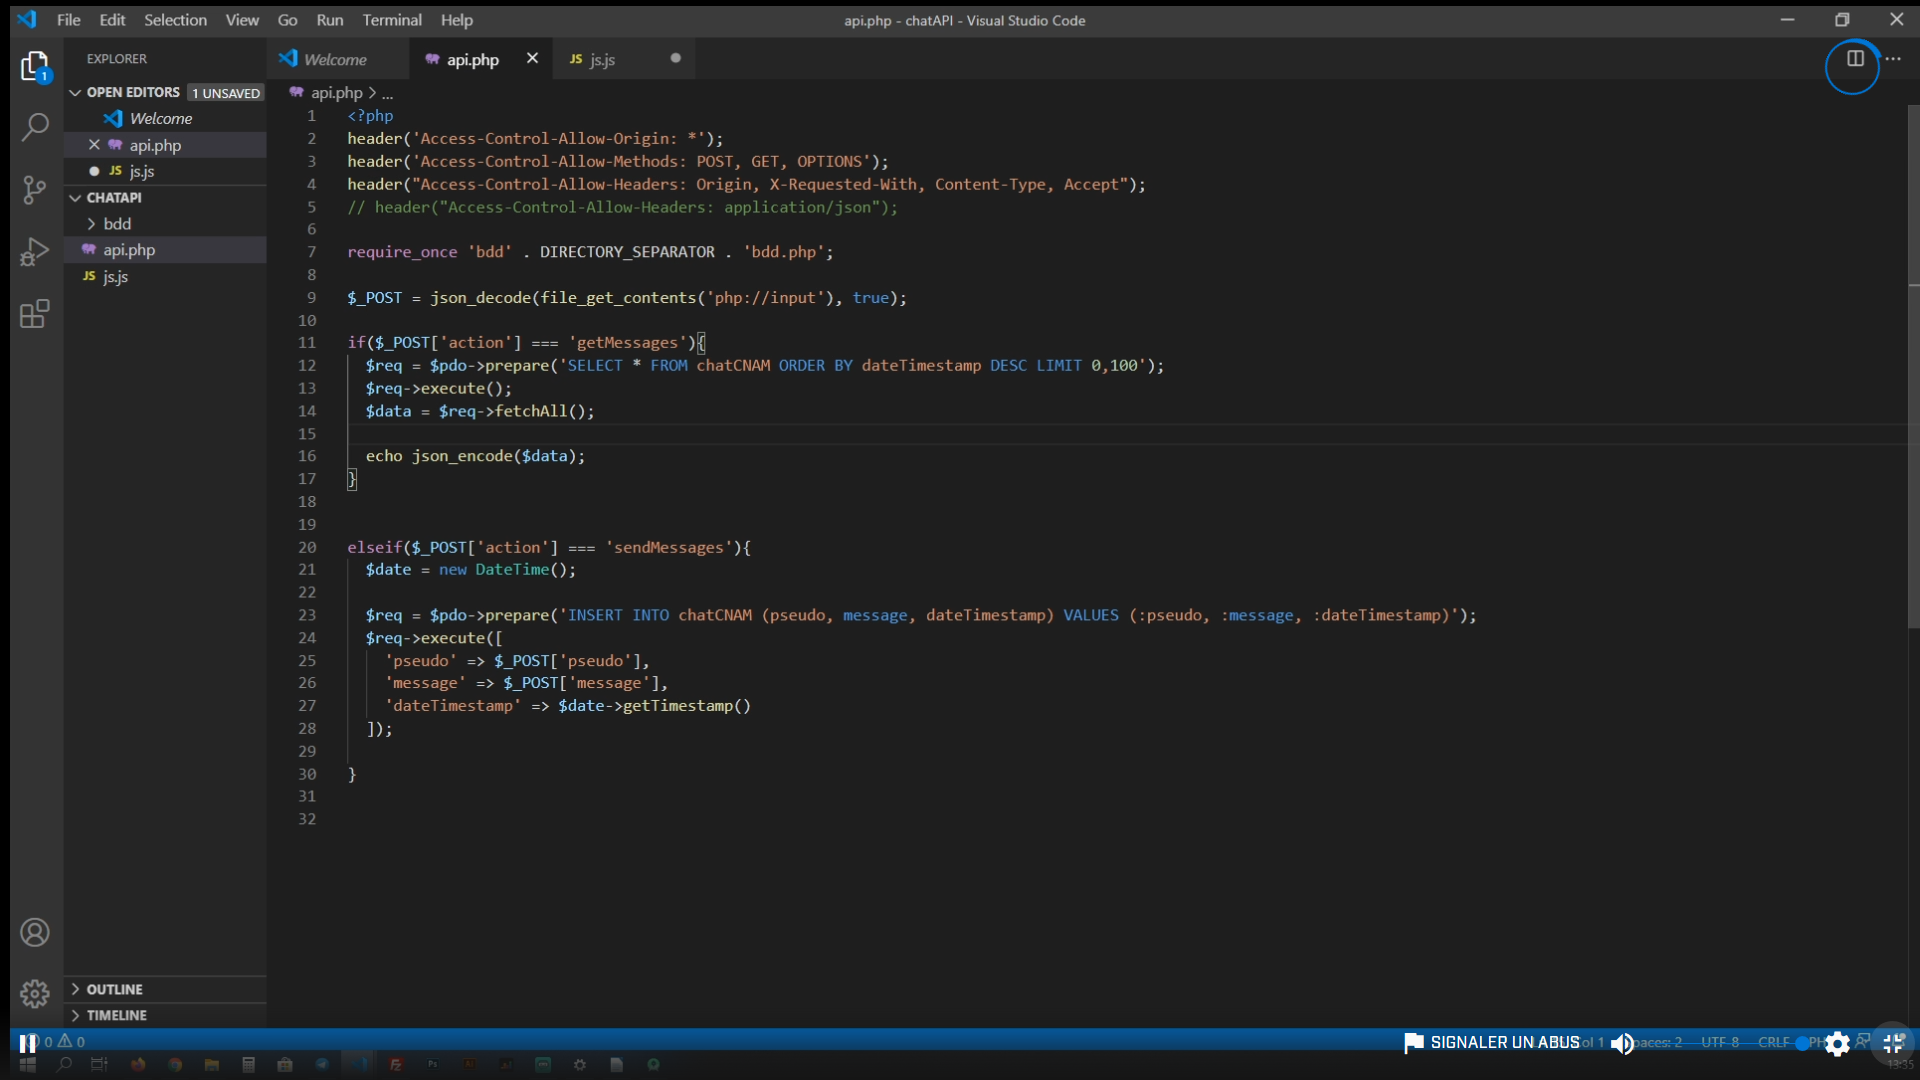 File Edit Selection View Go Run Terminal Help
api.php - chatAPI - Visual Studio Code
EXPLORER
Welcome api.php JS js.js
OPEN EDITORS 1 UNSAVED
Welcome
api.php
JS js.js
CHATAPI
bdd
api.php
JS js.js
OUTLINE
TIMELINE
1
api.php > ...
1 <?php
2 header('Access-Control-Allow-Origin: *');
3 header('Access-Control-Allow-Methods: POST, GET, OPTIONS');
4 header("Access-Control-Allow-Headers: Origin, X-Requested-With, Content-Type, Accept");
5 // header("Access-Control-Allow-Headers: application/json");
6
7 require_once 'bdd' . DIRECTORY_SEPARATOR . 'bdd.php';
8
9 $_POST = json_decode(file_get_contents('php://input'), true);
10
11 if($_POST['action'] === 'getMessages'){
12 $req = $pdo->prepare('SELECT * FROM chatCNAM ORDER BY dateTimestamp DESC LIMIT 0,100');
13 $req->execute();
14 $data = $req->fetchAll();
15
16 echo json_encode($data);
17 }
18
19
20 elseif($_POST['action'] === 'sendMessages'){
21 $date = new DateTime();
22
23 $req = $pdo->prepare('INSERT INTO chatCNAM (pseudo, message, dateTimestamp) VALUES (:pseudo, :message, :dateTimestamp)');
24 $req->execute([
25 'pseudo' => $_POST['pseudo'],
26 'message' => $_POST['message'],
27 'dateTimestamp' => $date->getTimestamp()
28 ]);
29
30 }
31
32
0 0 SIGNALER UN ABUS UTF-8 CRLF
13:35